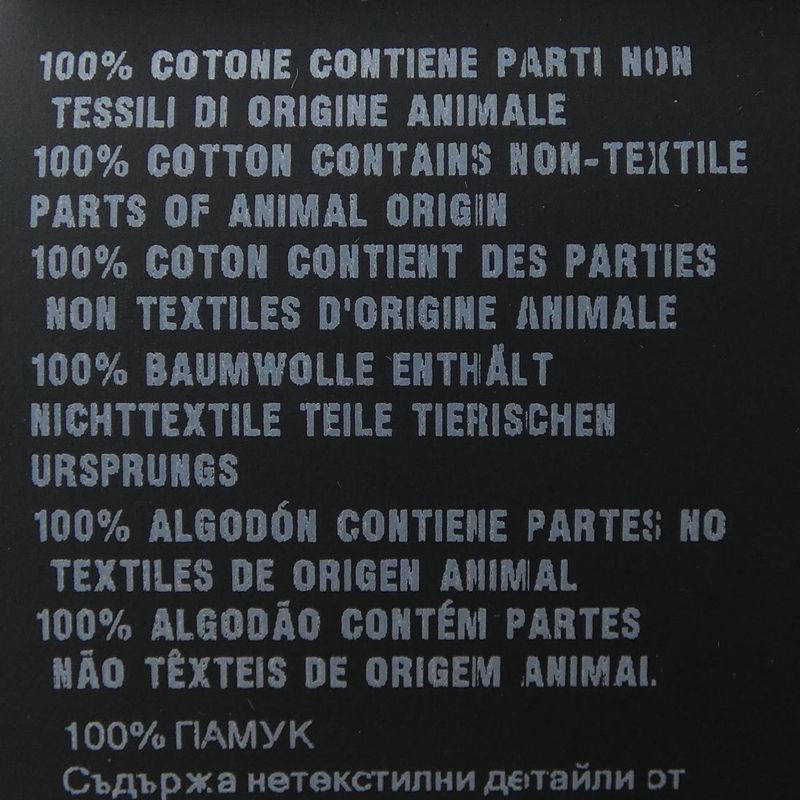 100% COTONE CONTIENE PARTI NON
TESSILI DI ORIGINE ANIMALE
100% COTTON CONTAINS NON-TEXTILE
PARTS OF ANIMAL ORIGIN
100% COTON CONTIENT DES PARTIES
NON TEXTILES D'ORIGINE ANIMALE
100% BAUMWOLLE ENTHÄLT
NICHTTEXTILE TEILE TIERISCHEN
URSPRUNGS
100% ALGODÓN CONTIENE PARTES NO
TEXTILES DE ORIGEN ANIMAL
100% ALGODÃO CONTÉM PARTES
NÃO TÊXTEIS DE ORIGEM ANIMAL
100% ПАМУК
Съдържа нетекстилни детайли от